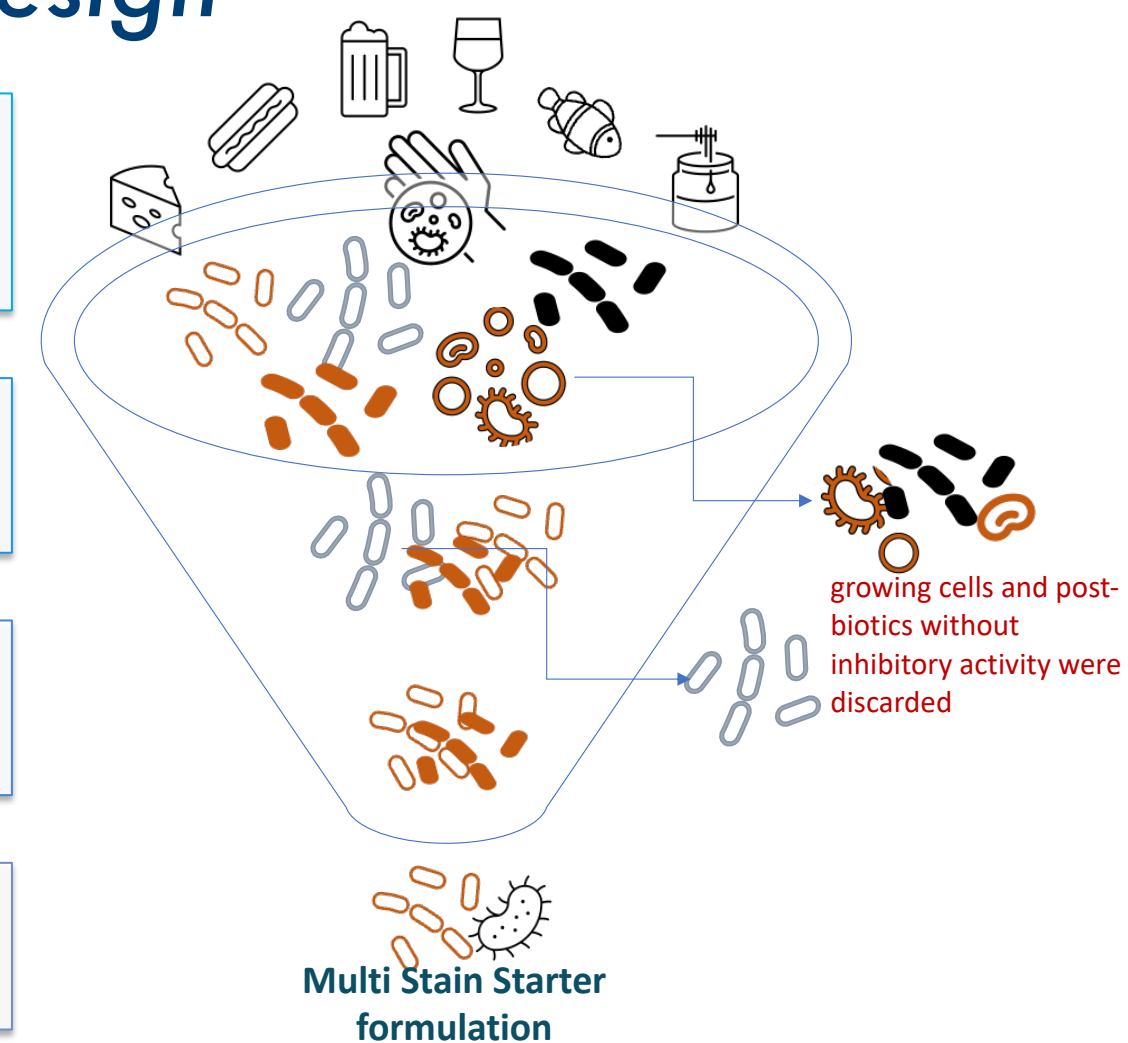 esign
growing cells and post-
biotics without
inhibitory activity were
discarded
Multi Stain Starter
formulation